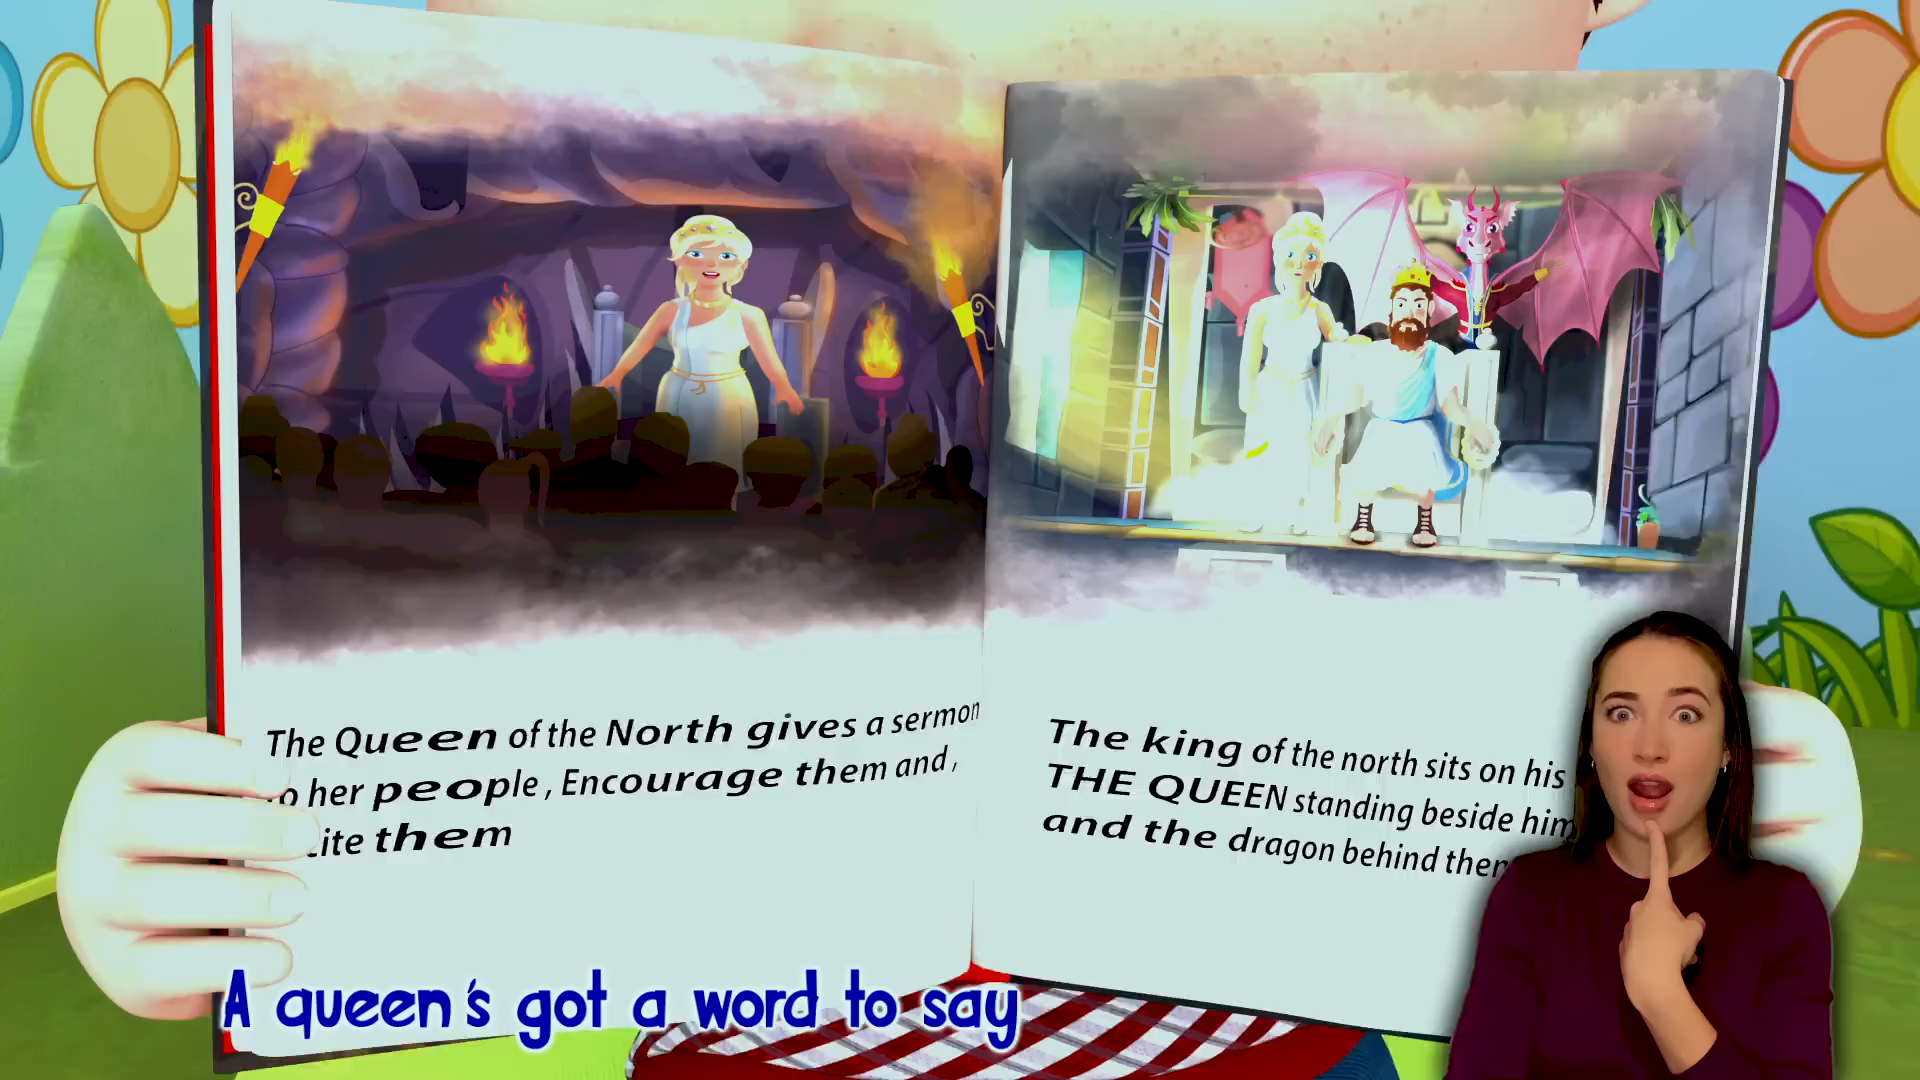 The Queen of the North gives a sermon
her people, Encourage them and,
them
The king of the north sits on his
THE QUEEN standing beside him
and the dragon behind
A queen's got a word to say